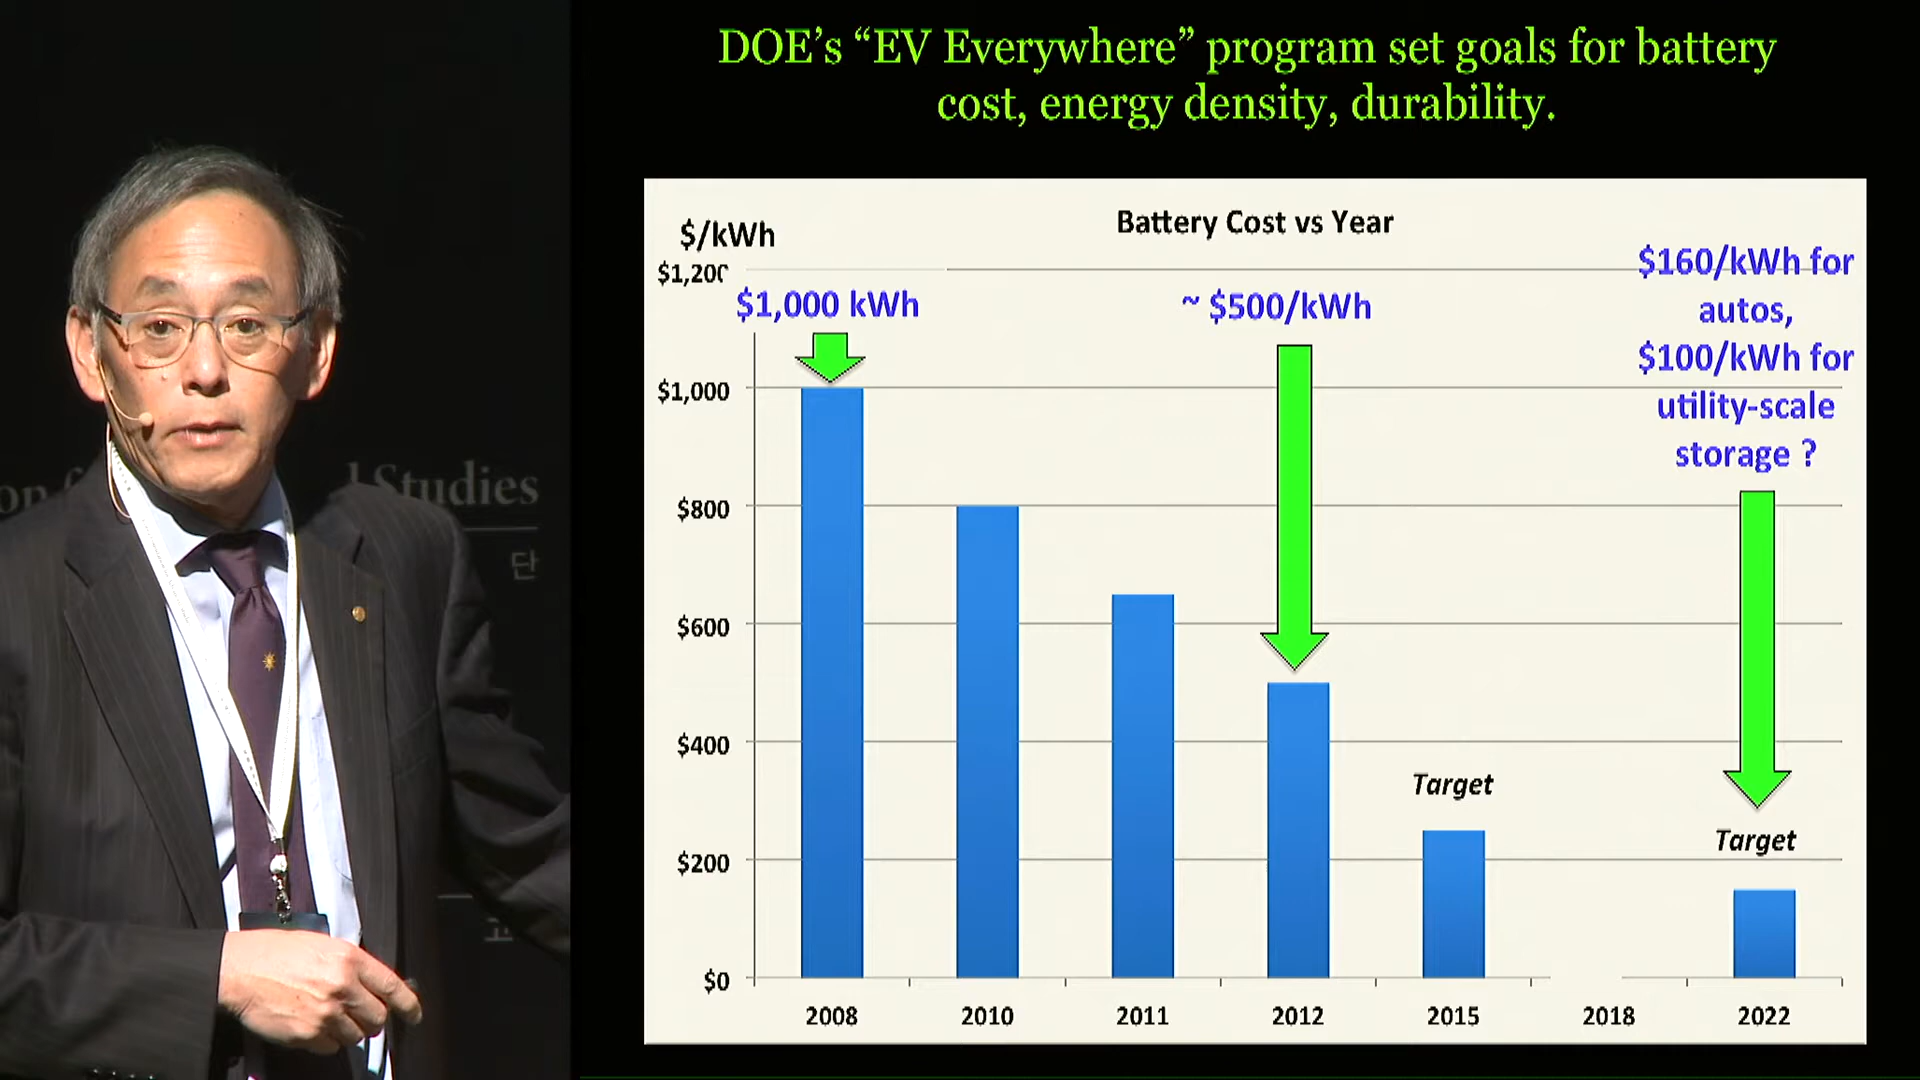 DOE's “EV Everywhere” program set goals for battery
cost, energy density, durability.
$/kWh
Battery Cost vs Year
$1,200
$1,000 kWh
~ $500/kWh
$160/kWh for
autos,
$100/kWh for
utility-scale
storage ?
$1,000
$800
$600
$400
$200
$0
Target
Target
2008
2010
2011
2012
2015
2018
2022
Studies
단